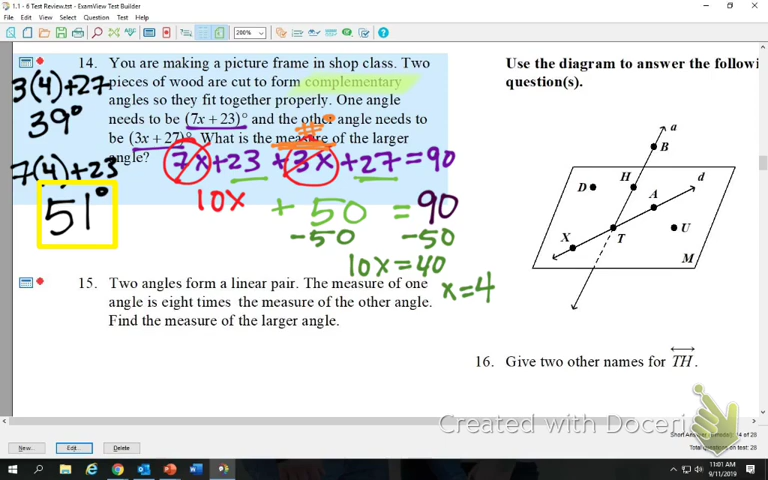 1.1 - 6 Test Review.tst - ExamView Test Builder
File Edit View Select Question Test Help
200%
14. You are making a picture frame in shop class. Two
pieces of wood are cut to form complementary
angles so they fit together properly. One angle
needs to be (7x + 23)° and the other angle needs to
be (3x + 27)°. What is the measure of the larger
angle?
3(4)+27
39°
7(4)+23
51°
#°
7x+23+3x+27=90
10x + 50 = 90
-50 -50
10x=40
x=4
15. Two angles form a linear pair. The measure of one
angle is eight times the measure of the other angle.
Find the measure of the larger angle.
Use the diagram to answer the followi
question(s).
a
B
H
D
A
d
X
T
U
M
16. Give two other names for TH.
Created with Doceri
New... Edit... Delete
Total questions on test: 28
11:01 AM
9/11/2019